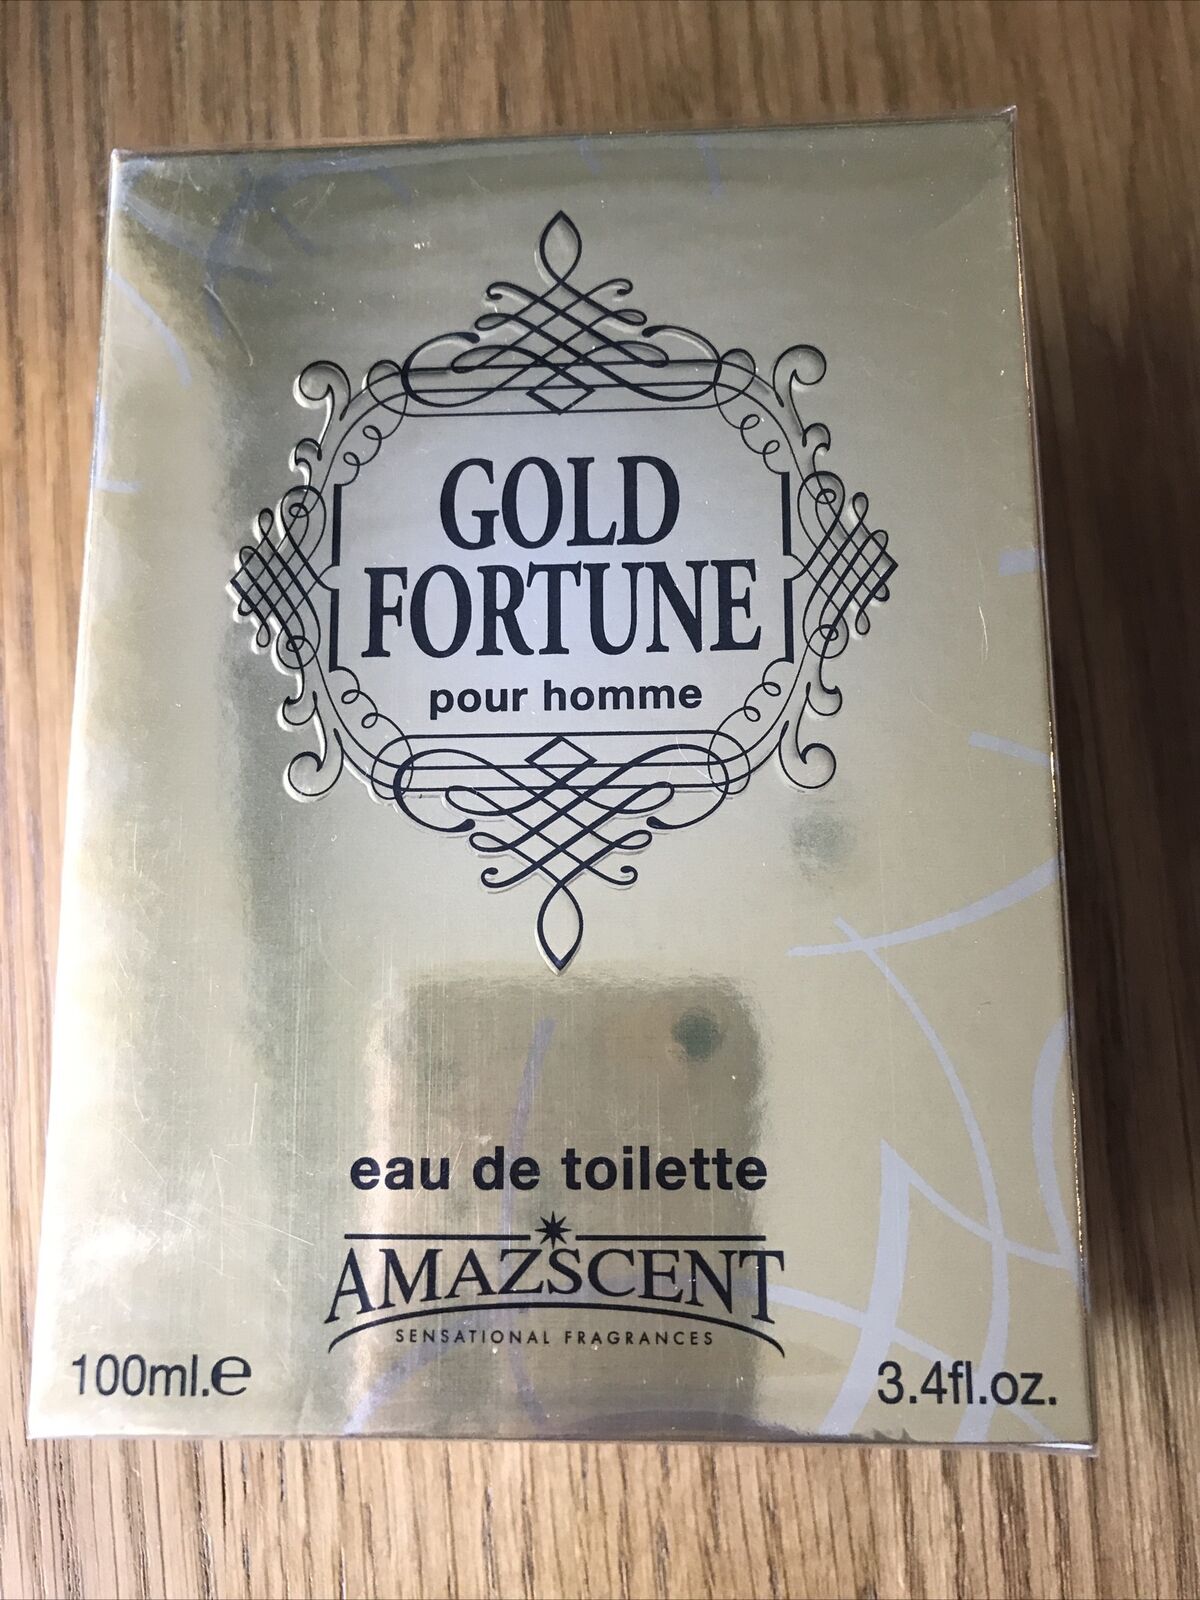 GOLD
FORTUNE
pour homme
eau de toilette
AMAZSCENT
SENSATIONAL FRAGRANCES
100ml.e
3.4fl.oz.